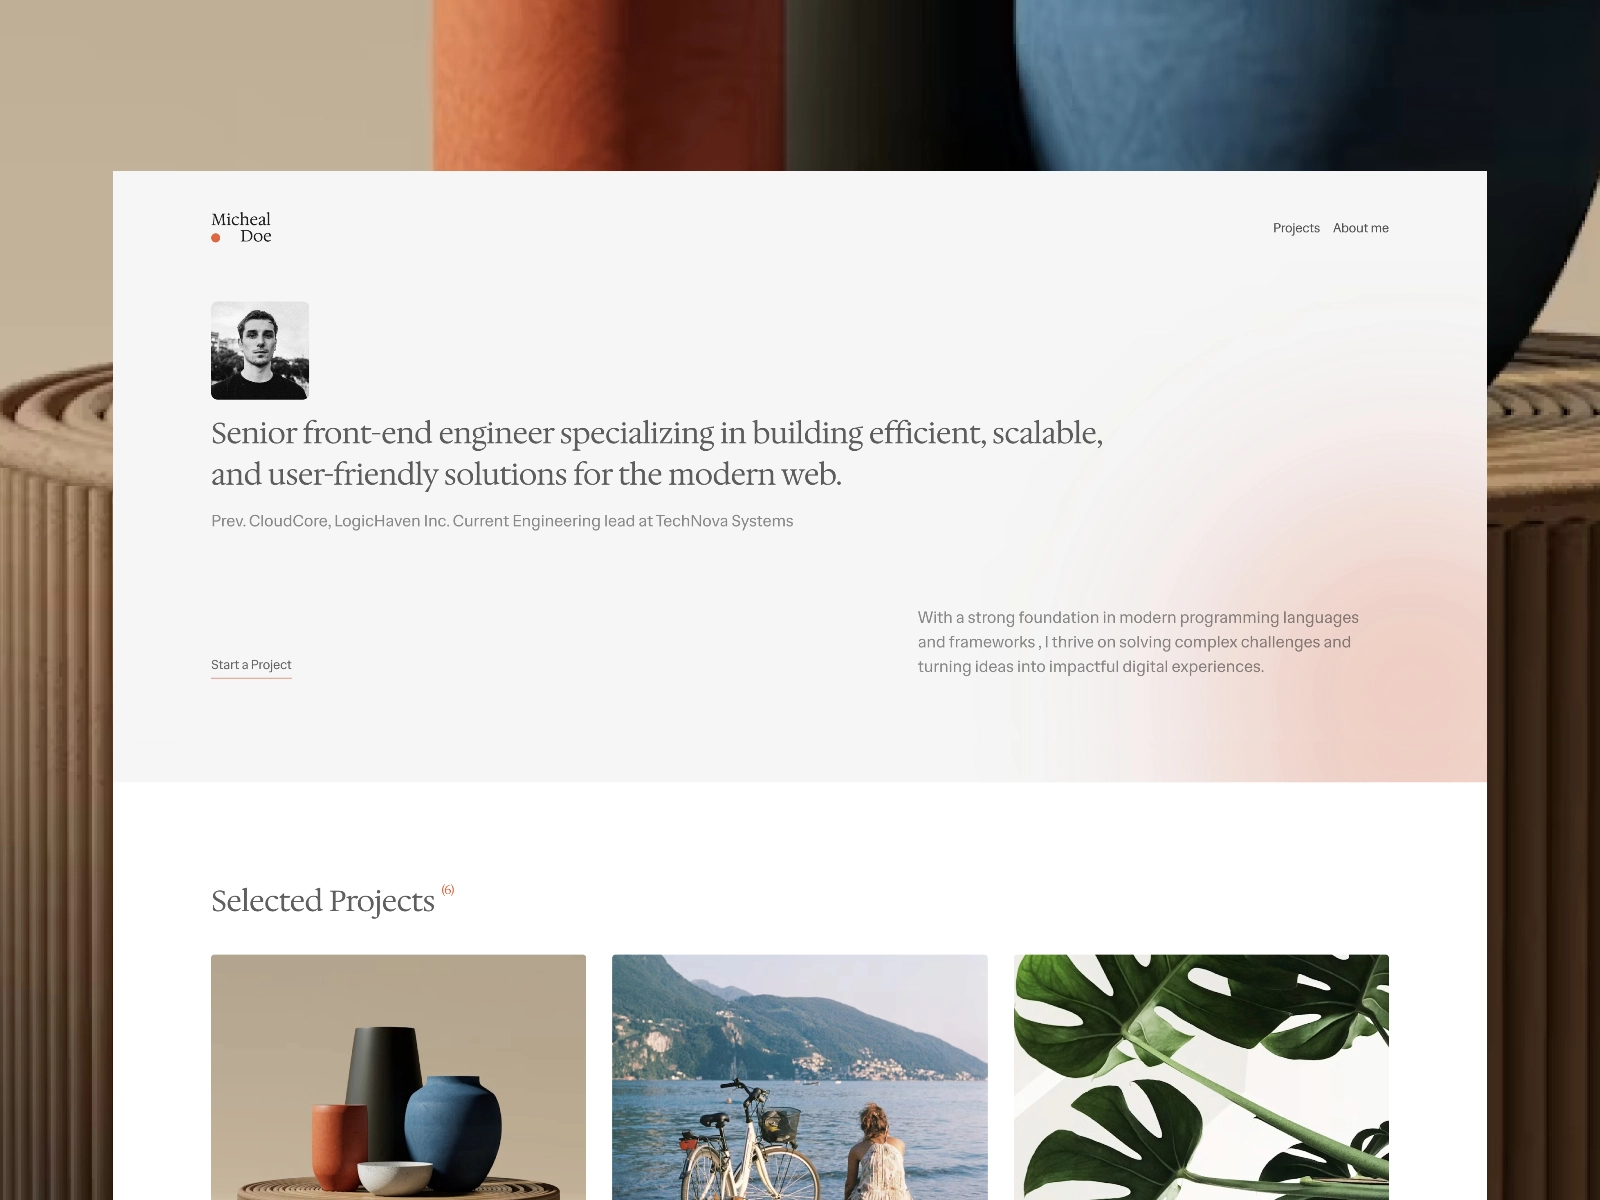 Micheal
Doe
Projects About me
Senior front-end engineer specializing in building efficient, scalable,
and user-friendly solutions for the modern web.
Prev. CloudCore, LogicHaven Inc. Current Engineering lead at TechNova Systems
With a strong foundation in modern programming languages
and frameworks , I thrive on solving complex challenges and
turning ideas into impactful digital experiences.
Start a Project
Selected Projects (6)